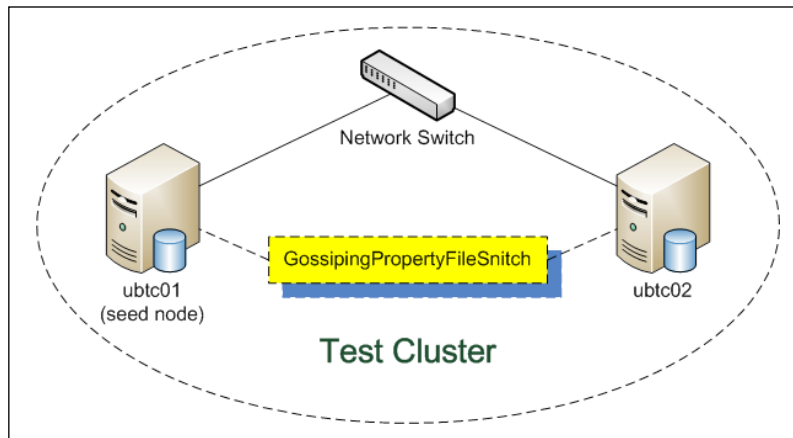 Network Switch
GossipingPropertyFileSnitch
ubtc01
(seed node)
ubtc02
Test Cluster